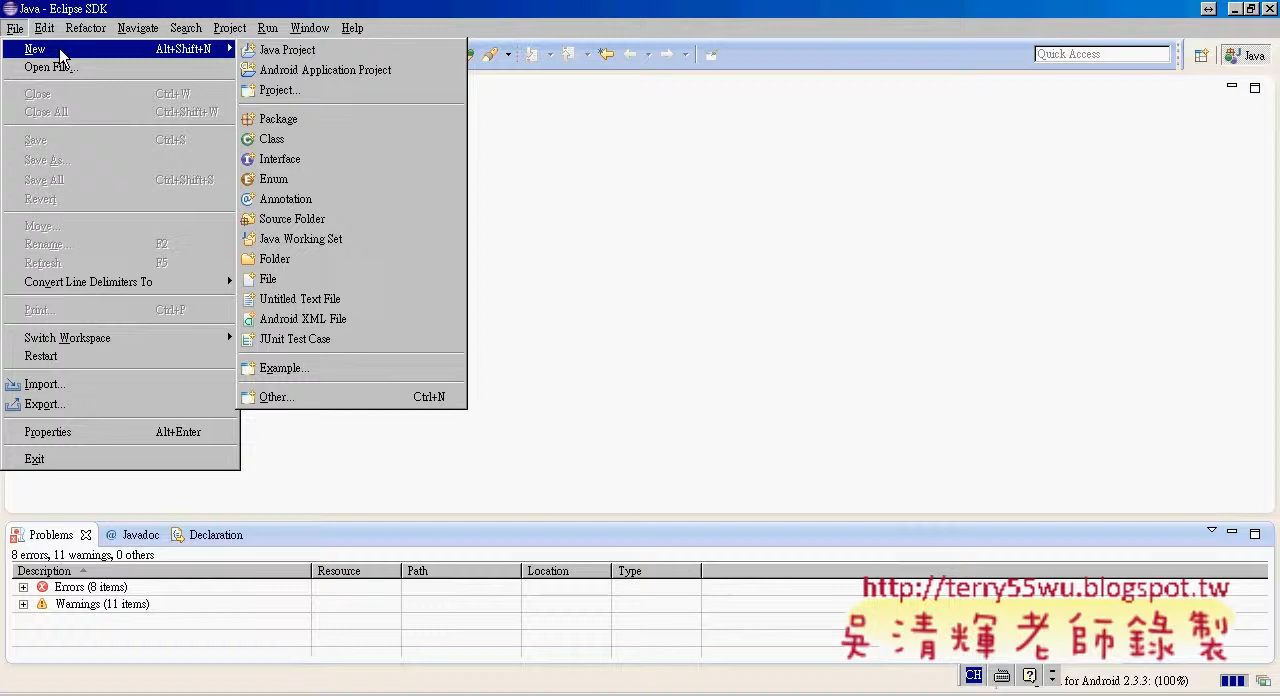 Java - Eclipse SDK
File Edit Refactor Navigate Search Project Run Window Help
New Alt+Shift+N
Open File...
Close Ctrl+W
Close All Ctrl+Shift+W
Save Ctrl+S
Save As...
Save All Ctrl+Shift+S
Revert
Move...
Rename... F2
Refresh F5
Convert Line Delimiters To
Print... Ctrl+P
Switch Workspace
Restart
Import...
Export...
Properties Alt+Enter
Exit
Java Project
Android Application Project
Project...
Package
Class
Interface
Enum
Annotation
Source Folder
Java Working Set
Folder
File
Untitled Text File
Android XML File
JUnit Test Case
Example...
Other... Ctrl+N
Quick Access
Java
Problems @ Javadoc Declaration
8 errors, 11 warnings, 0 others
Description Resource Path Location Type
Errors (8 items)
Warnings (11 items)
http://terry55wu.blogspot.tw
吳清輝老師錄製
CH
for Android 2.3.3: (100%)